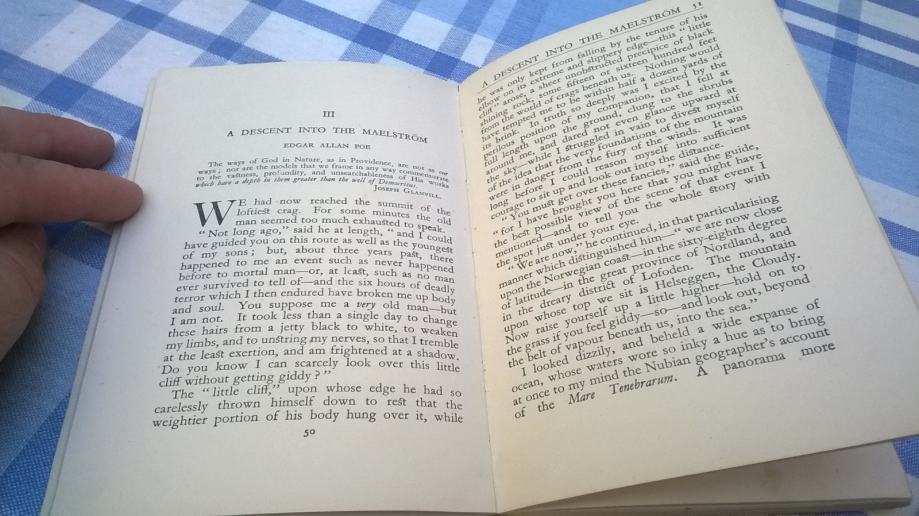 III
A DESCENT INTO THE MAELSTRÖM
EDGAR ALLAN POE
The ways of God in Nature, as in Providence, are not as our
ways; nor are the models that we frame in any way commensurate
to the vastness, profundity, and unsearchableness of His works
which have a depth in them greater than the well of Democritus.
JOSEPH GLANVILL.
WE had now reached the summit of the
loftiest crag. For some minutes the old
man seemed too much exhausted to speak.
"Not long ago," said he at length, "and I could
have guided you on this route as well as the youngest
of my sons; but, about three years past, there
happened to me an event such as never happened
before to mortal man—or, at least, such as no man
ever survived to tell of—and the six hours of deadly
terror which I then endured have broken me up body
and soul. You suppose me a very old man—but
I am not. It took less than a single day to change
these hairs from a jetty black to white, to weaken
my limbs, and to unstring my nerves, so that I tremble
at the least exertion, and am frightened at a shadow.
Do you know I can scarcely look over this little
cliff without getting giddy?"
The "little cliff," upon whose edge he had so
carelessly thrown himself down to rest that the
weightier portion of his body hung over it, while
50
A DESCENT INTO THE MAELSTRÖM 51
he was only kept from falling by the tenure of his
elbow on its extreme and slippery edge—this "little
cliff" arose, a sheer unobstructed precipice of black
shining rock, some fifteen or sixteen hundred feet
from the world of crags beneath us. Nothing would
have tempted me to be within half a dozen yards of
its brink. In truth so deeply was I excited by the
perilous position of my companion, that I fell at
full length upon the ground, clung to the shrubs
around me, and dared not even glance upward at
the sky—while I struggled in vain to divest myself
of the idea that the very foundations of the mountain
were in danger from the fury of the winds. It was
long before I could reason myself into sufficient
courage to sit up and look out into the distance.
"You must get over these fancies," said the guide,
"for I have brought you here that you might have
the best possible view of the scene of that event I
mentioned—and to tell you the whole story with
the spot just under your eye."
"We are now," he continued, in that particularising
manner which distinguished him—"we are now close
upon the Norwegian coast—in the sixty-eighth degree
of latitude—in the great province of Nordland, and
in the dreary district of Lofoden. The mountain
upon whose top we sit is Helseggen, the Cloudy.
Now raise yourself up a little higher—hold on to
the grass if you feel giddy—so—and look out, beyond
the belt of vapour beneath us, into the sea."
I looked dizzily, and beheld a wide expanse of
ocean, whose waters wore so inky a hue as to bring
at once to my mind the Nubian geographer's account
of the Mare Tenebrarum. A panorama more